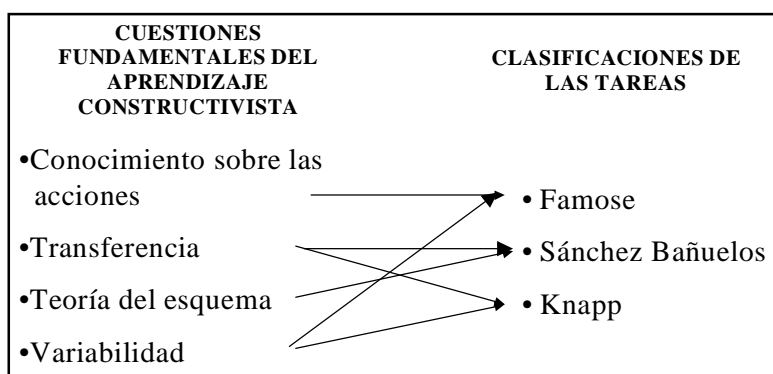 CUESTIONES
FUNDAMENTALES DEL
APRENDIZAJE
CONSTRUCTIVISTA
•Conocimiento sobre las
acciones
•Transferencia
•Teoría del esquema
•Variabilidad
CLASIFICACIONES DE
LAS TAREAS
• Famose
• Sánchez Bañuelos
• Knapp